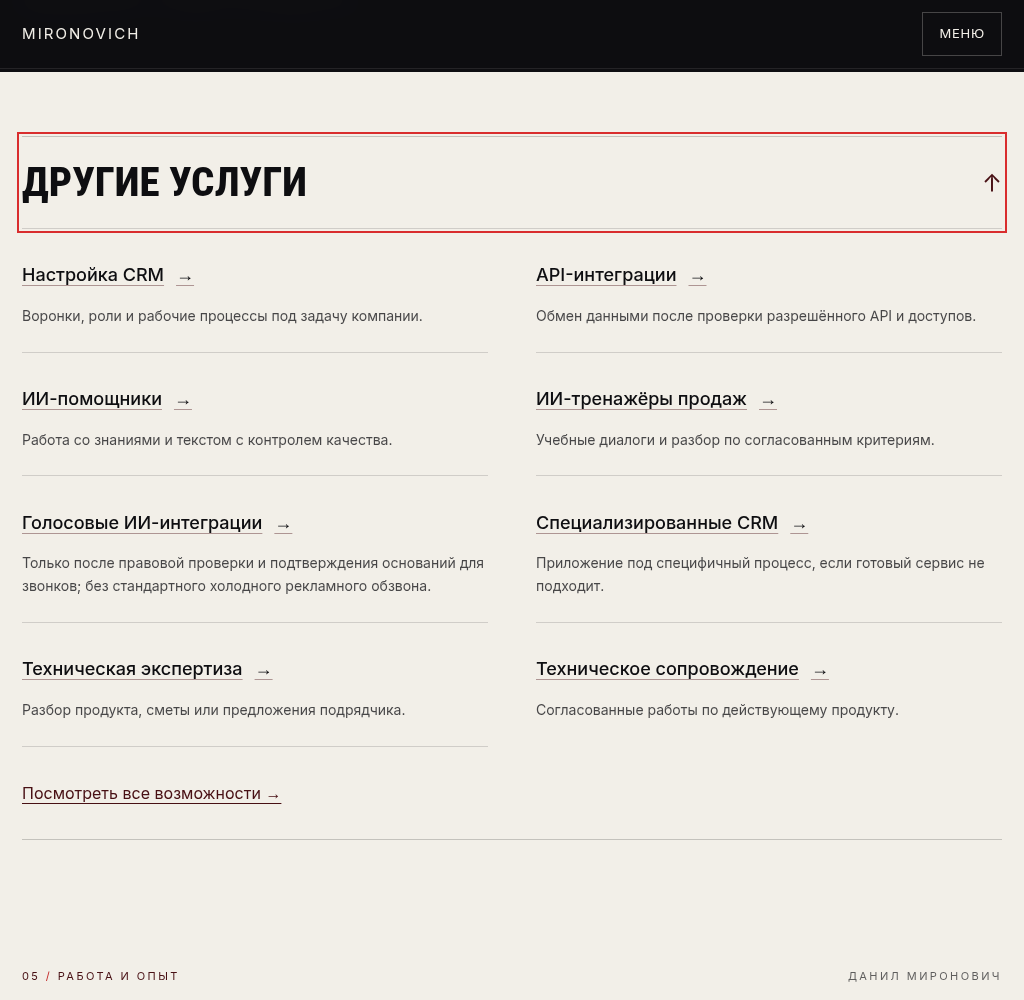 MIRONOVICH
МЕНЮ
ДРУГИЕ УСЛУГИ ↑
Настройка CRM →
Воронки, роли и рабочие процессы под задачу компании.
API-интеграции →
Обмен данными после проверки разрешённого API и доступов.
ИИ-помощники →
Работа со знаниями и текстом с контролем качества.
ИИ-тренажёры продаж →
Учебные диалоги и разбор по согласованным критериям.
Голосовые ИИ-интеграции →
Только после правовой проверки и подтверждения оснований для
звонков; без стандартного холодного рекламного обзвона.
Специализированные CRM →
Приложение под специфичный процесс, если готовый сервис не
подходит.
Техническая экспертиза →
Разбор продукта, сметы или предложения подрядчика.
Техническое сопровождение →
Согласованные работы по действующему продукту.
Посмотреть все возможности →
05 / РАБОТА И ОПЫТ
ДАНИЛ МИРОНОВИЧ